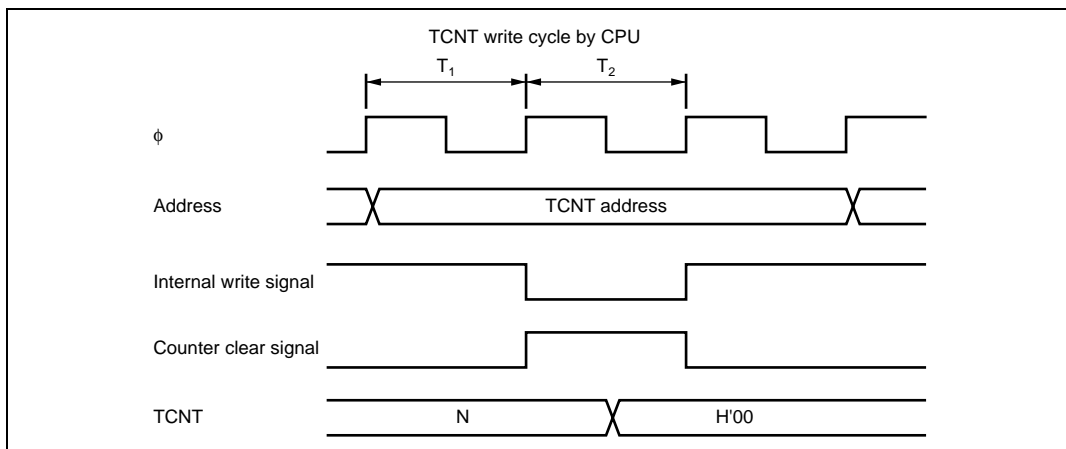 TCNT write cycle by CPU
T1 T2
ϕ
Address TCNT address
Internal write signal
Counter clear signal
TCNT N H'00